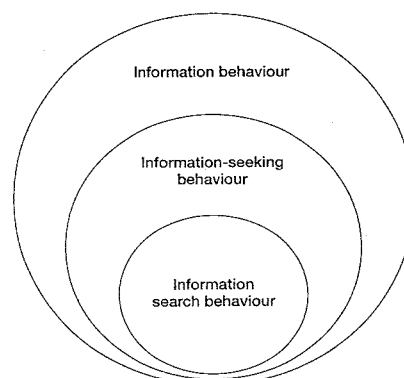 Information behaviour
Information-seeking
behaviour
Information
search behaviour